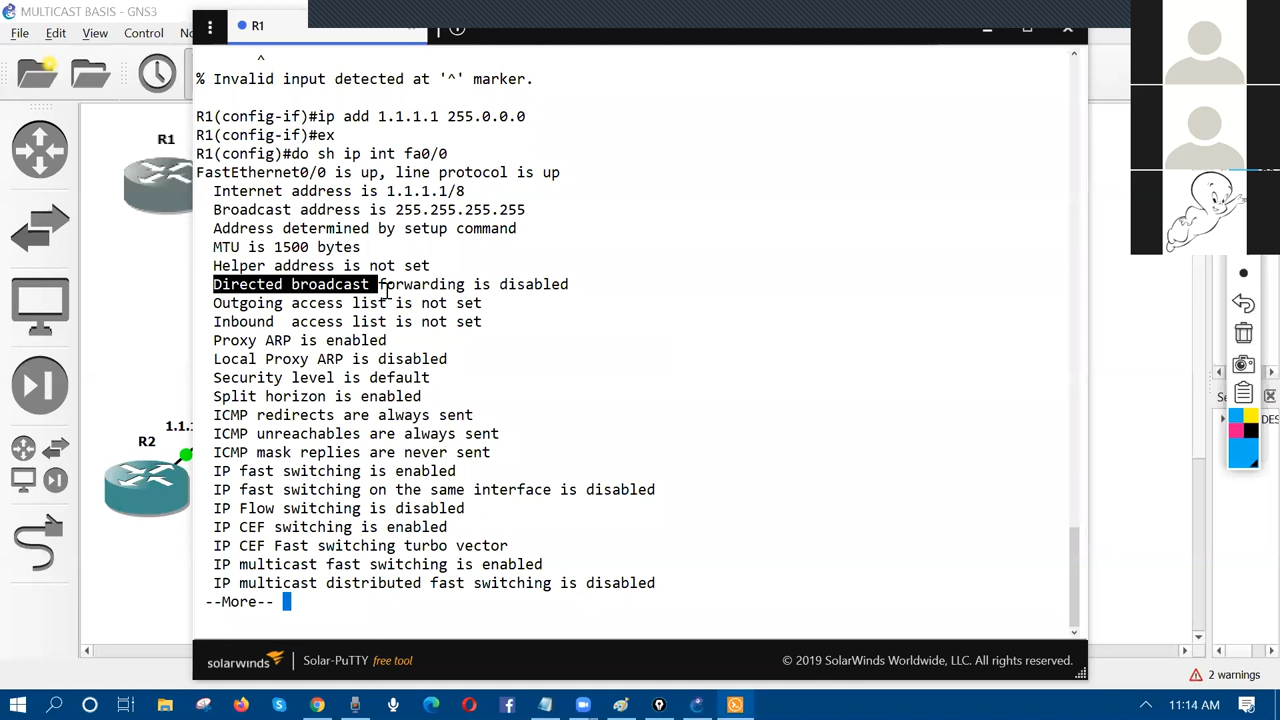 MULTICAST BASIS - GNS3
File Edit View Control No
R1
^
% Invalid input detected at '^' marker.
R1(config-if)#ip add 1.1.1.1 255.0.0.0
R1(config-if)#ex
R1(config)#do sh ip int fa0/0
FastEthernet0/0 is up, line protocol is up
Internet address is 1.1.1.1/8
Broadcast address is 255.255.255.255
Address determined by setup command
MTU is 1500 bytes
Helper address is not set
Directed broadcast forwarding is disabled
Outgoing access list is not set
Inbound  access list is not set
Proxy ARP is enabled
Local Proxy ARP is disabled
Security level is default
Split horizon is enabled
ICMP redirects are always sent
ICMP unreachables are always sent
ICMP mask replies are never sent
IP fast switching is enabled
IP fast switching on the same interface is disabled
IP Flow switching is disabled
IP CEF switching is enabled
IP CEF Fast switching turbo vector
IP multicast fast switching is enabled
IP multicast distributed fast switching is disabled
--More--
R1
1.1.1
R2
Se
DES
solarwinds Solar-PuTTY free tool © 2019 SolarWinds Worldwide, LLC. All rights reserved.
2 warnings
11:14 AM